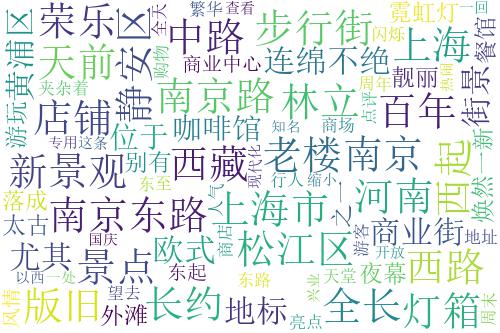 荣乐
区
繁华
查看
霓虹灯
一回
黄浦区
天前
静安区
全天
中路
步行街
闪烁
上海
街景
餐馆
购物
商业中心
连绵不绝
夹杂着
周年
靓丽
热闹
游玩
店铺
南京路
林立
点评
百年
专用
这条
位于
咖啡馆
知名
商场
新景观
别有
西藏
现代化
老楼
南京
西起
焕然一新
落成
东至
人气
行人
缩小
河南
南京东路
上海市
之一
太古
国庆
商店
游客
商业街
地址
尤其
景点
欧式
松江区
开放
以西
一处
东起
东路
天堂
夜幕
西路
风情
版
旧
望去
外滩
长约
地标
兴业
亮点
全长
灯箱
周末